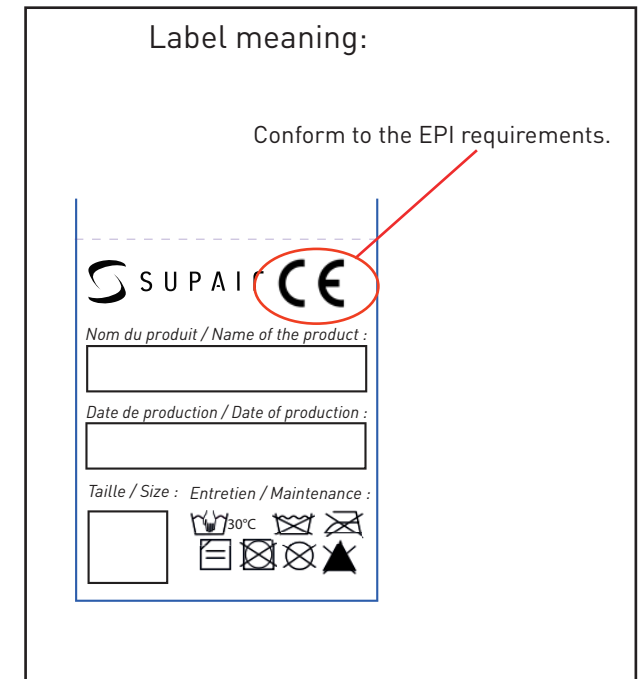 Label meaning:
Conform to the EPI requirements.
SUPAIR CE
Nom du produit / Name of the product :
Date de production / Date of production :
Taille / Size : Entretien / Maintenance :
30°C